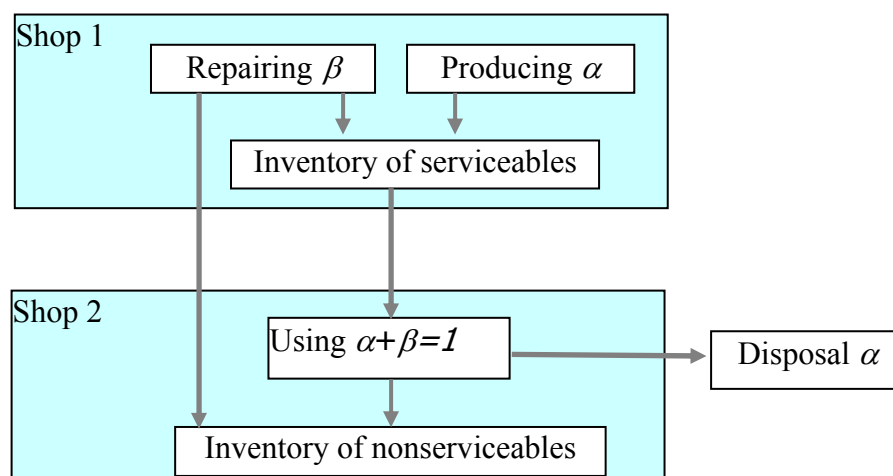 Shop 1
Repairing β
Producing α
Inventory of serviceables
Shop 2
Using α+β=1
Disposal α
Inventory of nonserviceables